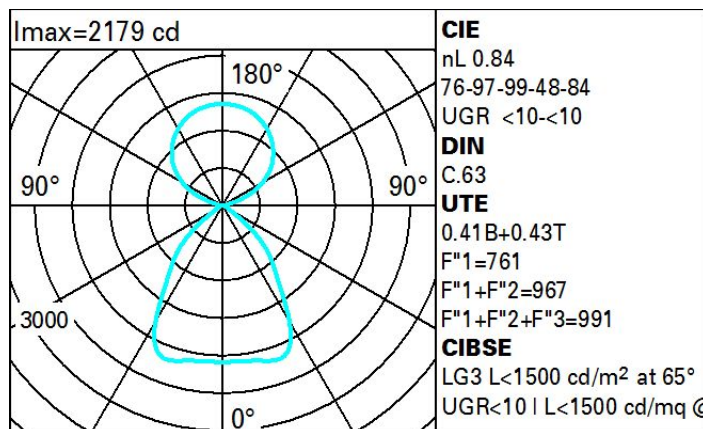 Imax=2179 cd
180°
90°
90°
3000
0°
CIE
nL 0.84
76-97-99-48-84
UGR <10-<10
DIN
C.63
UTE
0.41B+0.43T
F"1=761
F"1+F"2=967
F"1+F"2+F"3=991
CIBSE
LG3 L<1500 cd/m² at 65°
UGR<10 | L<1500 cd/mq @